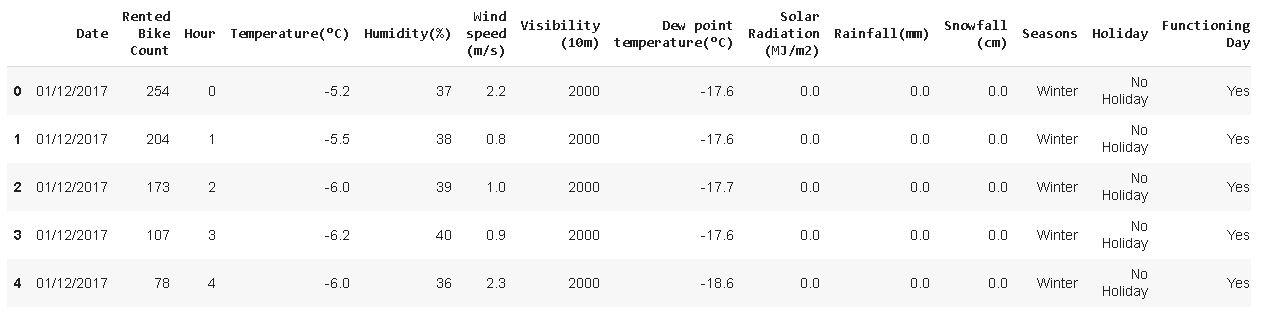 Date Rented Bike Count Hour Temperature(°C) Humidity(%) Wind speed (m/s) Visibility (10m) Dew point temperature(°C) Solar Radiation (MJ/m2) Rainfall(mm) Snowfall (cm) Seasons Holiday Functioning Day
0 01/12/2017 254 0 -5.2 37 2.2 2000 -17.6 0.0 0.0 0.0 Winter No Holiday Yes
1 01/12/2017 204 1 -5.5 38 0.8 2000 -17.6 0.0 0.0 0.0 Winter No Holiday Yes
2 01/12/2017 173 2 -6.0 39 1.0 2000 -17.7 0.0 0.0 0.0 Winter No Holiday Yes
3 01/12/2017 107 3 -6.2 40 0.9 2000 -17.6 0.0 0.0 0.0 Winter No Holiday Yes
4 01/12/2017 78 4 -6.0 36 2.3 2000 -18.6 0.0 0.0 0.0 Winter No Holiday Yes